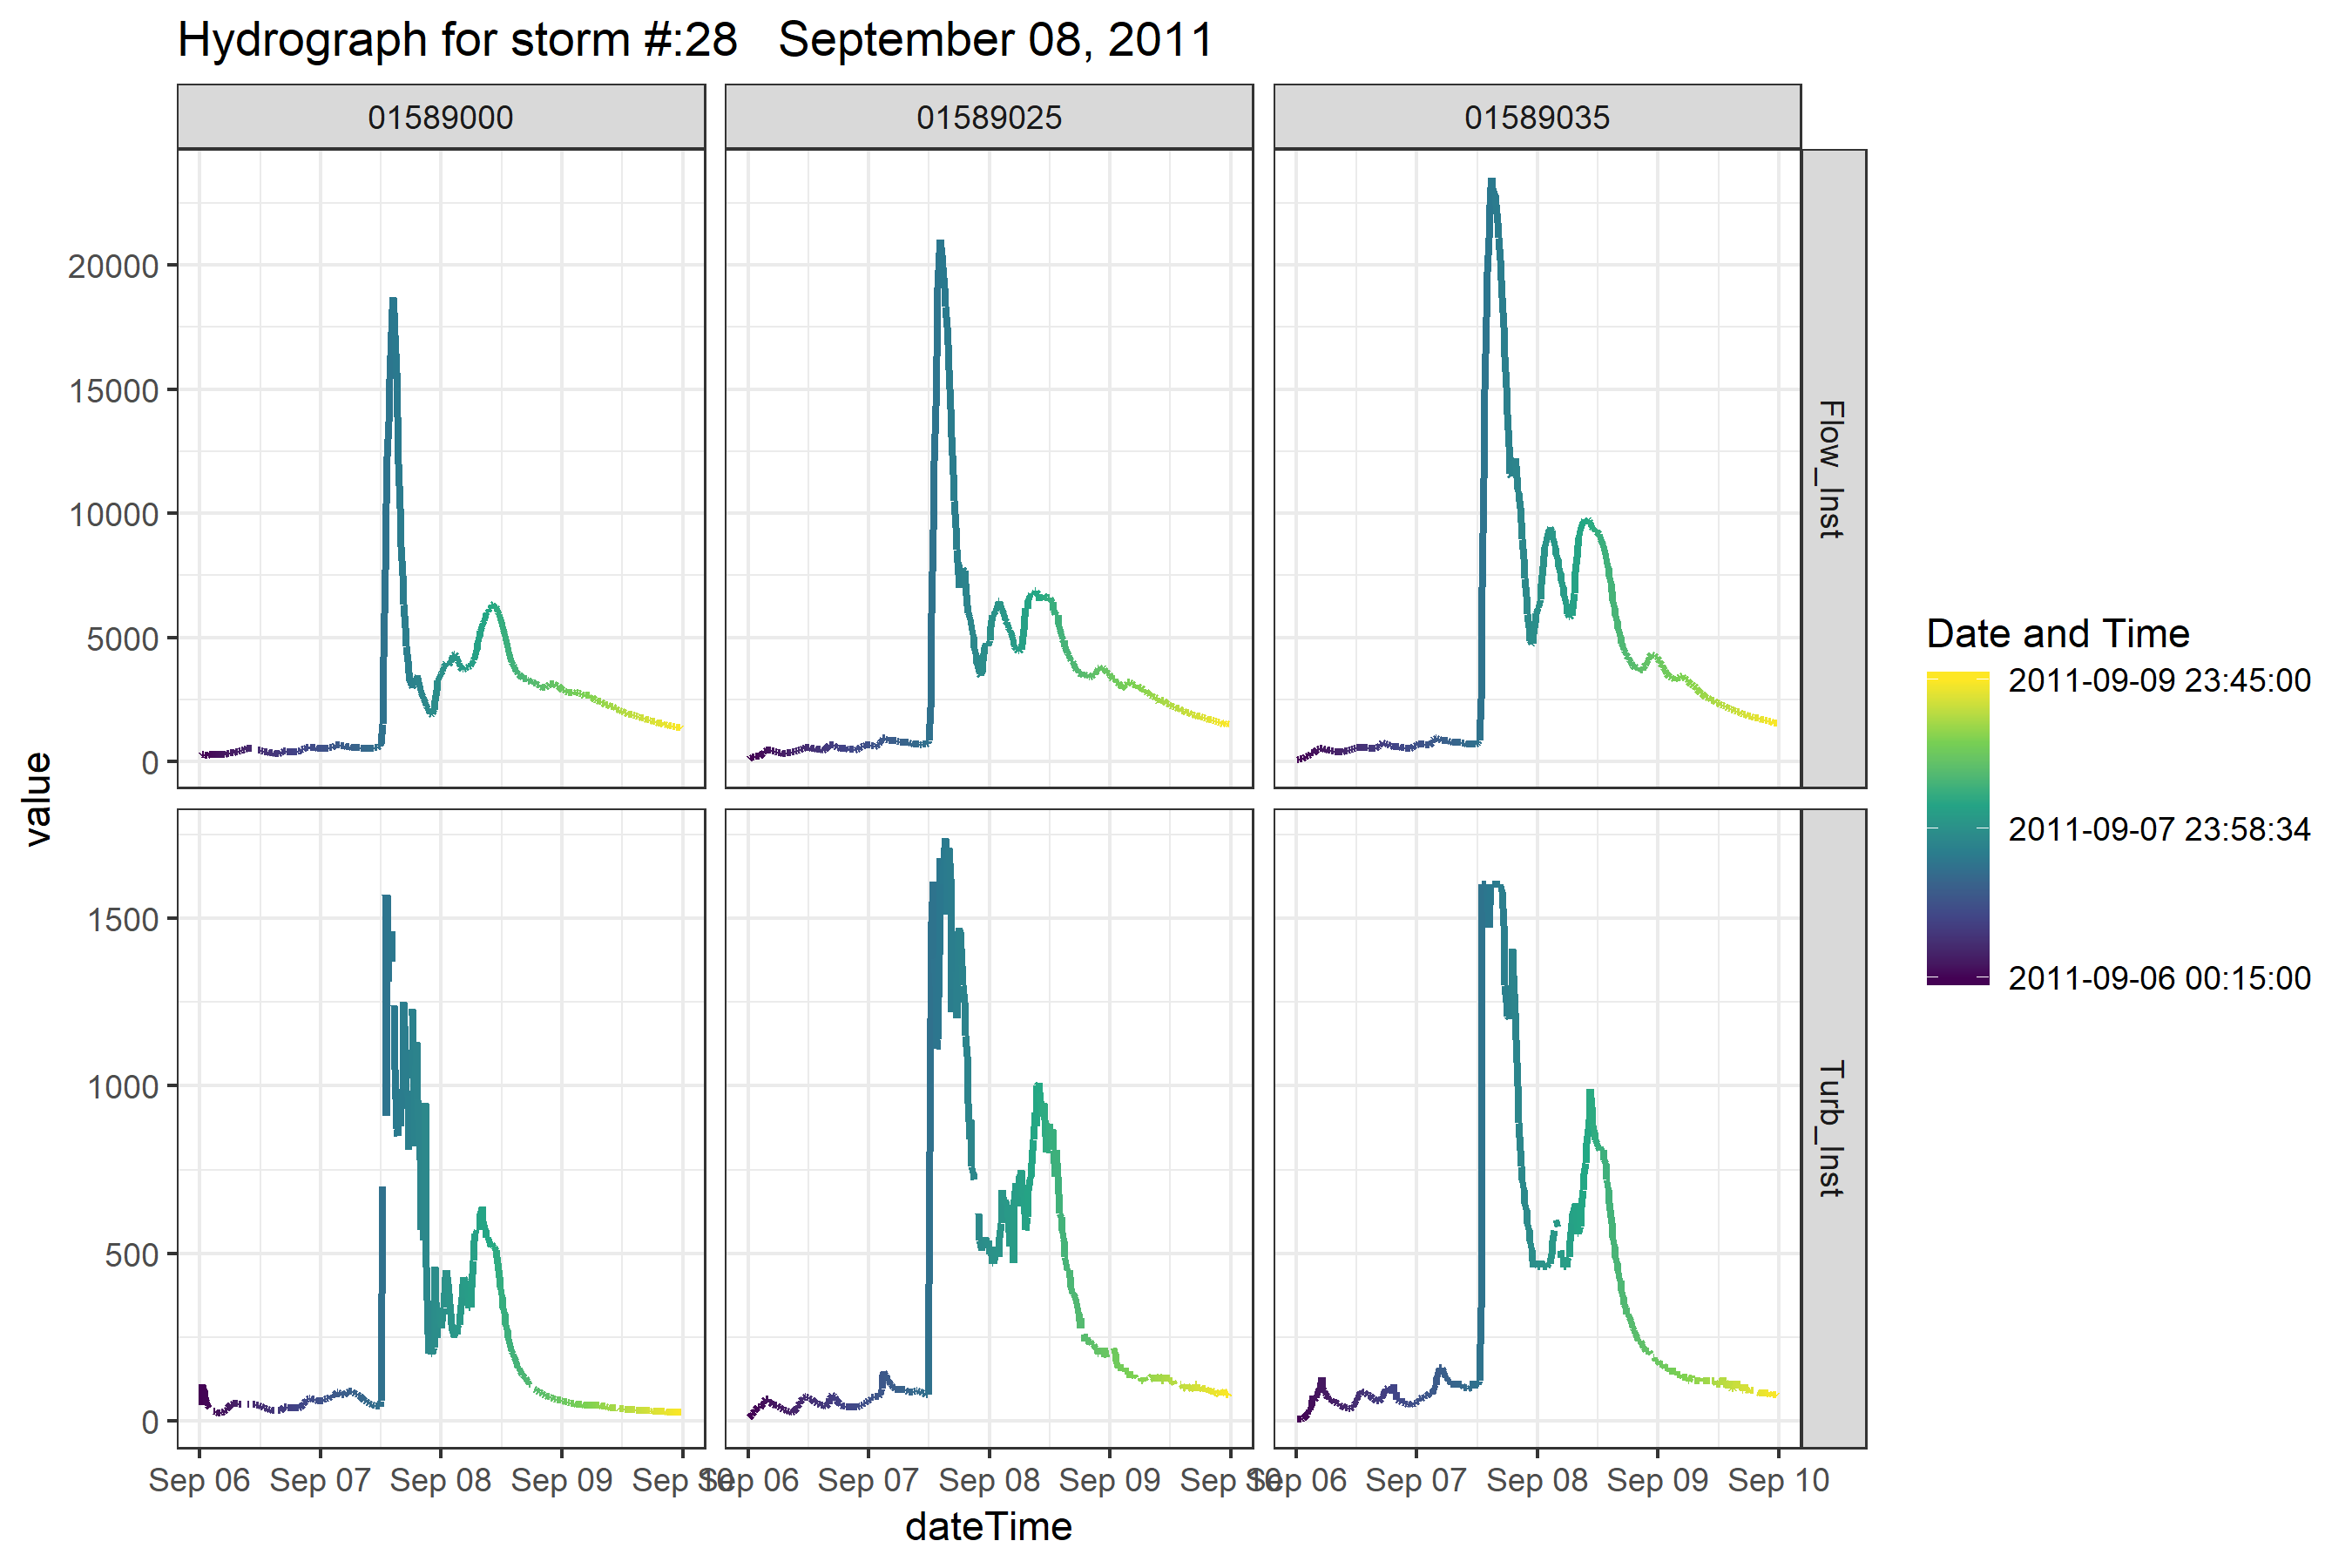 Hydrograph for storm #:28   September 08, 2011
01589000 01589025 01589035
20000
15000
10000
5000
0
Flow_Inst
1500
1000
500
0
Turb_Inst
value
Sep 06 Sep 07 Sep 08 Sep 09 Sep 10 Sep 06 Sep 07 Sep 08 Sep 09 Sep 10 Sep 06 Sep 07 Sep 08 Sep 09 Sep 10
dateTime
Date and Time
2011-09-09 23:45:00
2011-09-07 23:58:34
2011-09-06 00:15:00